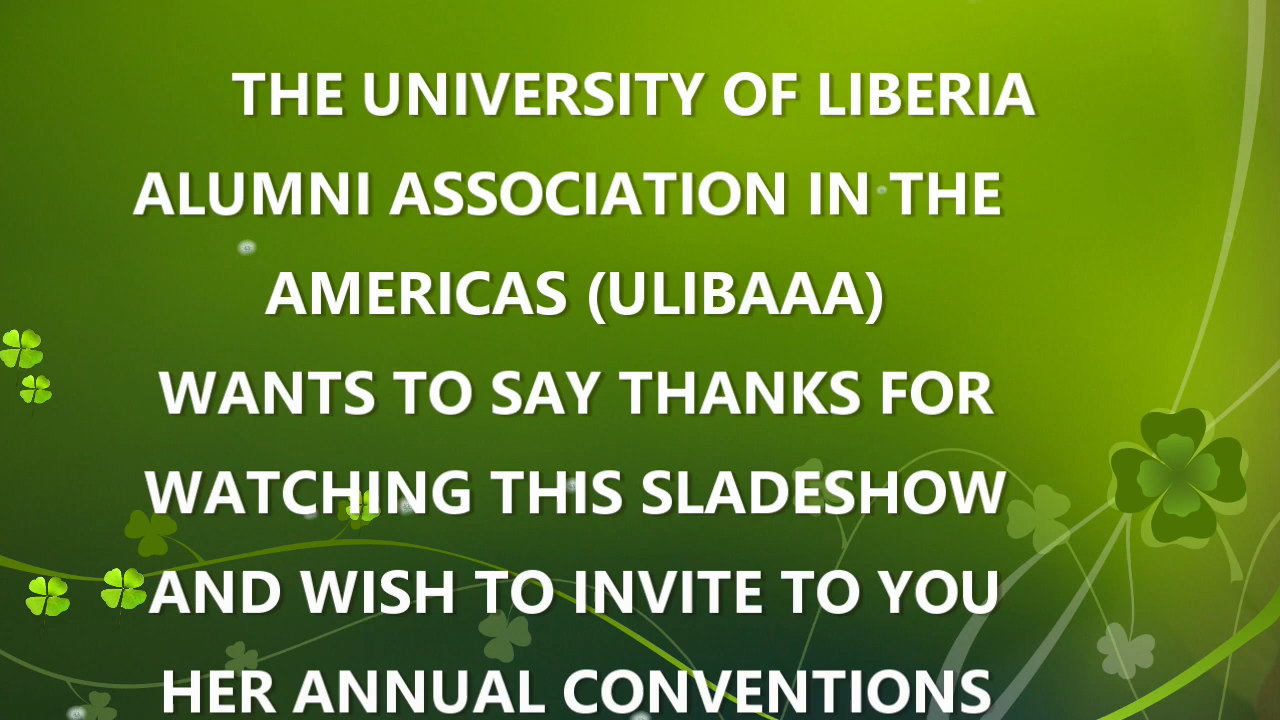 THE UNIVERSITY OF LIBERIA
ALUMNI ASSOCIATION IN THE
AMERICAS (ULIBAAA)
WANTS TO SAY THANKS FOR
WATCHING THIS SLADESHOW
AND WISH TO INVITE TO YOU
HER ANNUAL CONVENTIONS